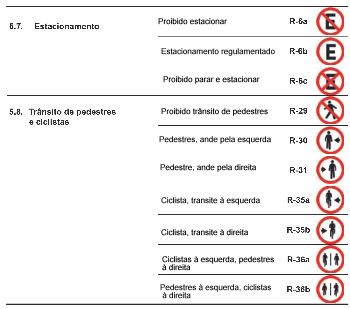 5.7. Estacionamento
Proibido estacionar R-6a
E
Estacionamento regulamentado R-6b
E
Proibido parar e estacionar R-6c
E
5.8. Trânsito de pedestres
e ciclistas
Proibido trânsito de pedestres R-29
Pedestres, ande pela esquerda R-30
Pedestre, ande pela direita R-31
Ciclista, transite à esquerda R-35a
Ciclista, transite à direita R-35b
Ciclistas à esquerda, pedestres
à direita R-36a
Pedestres à esquerda, ciclistas
à direita R-36b